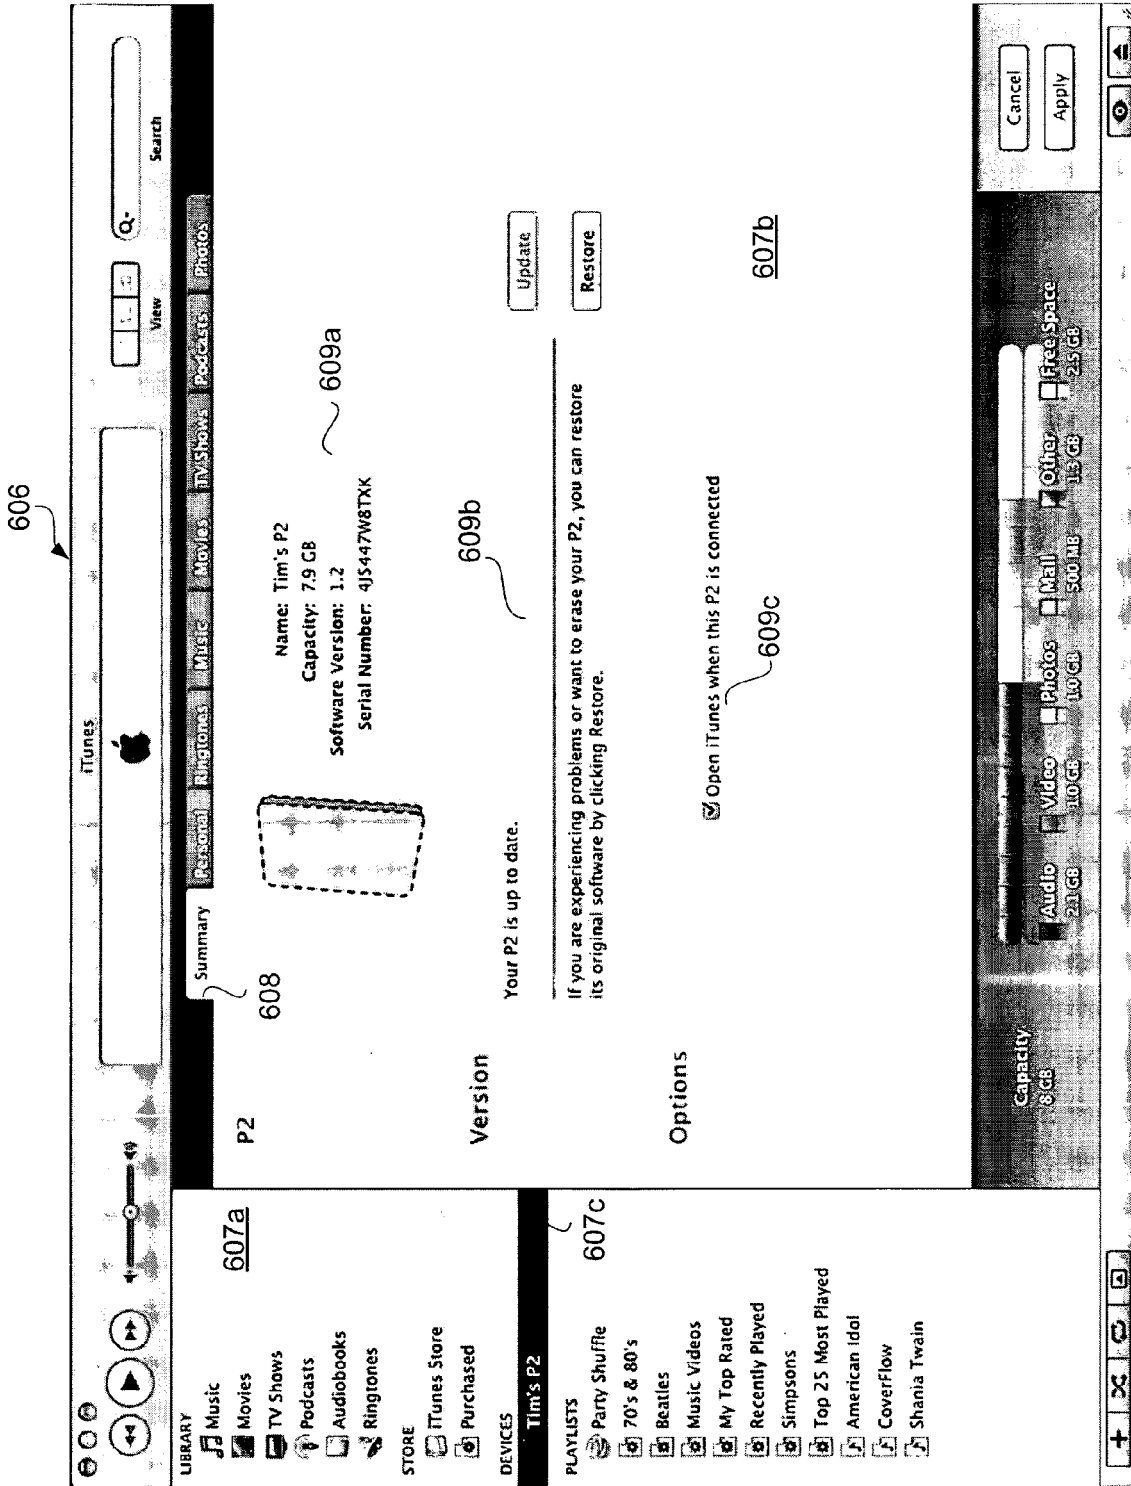 606
iTunes
View
Search
LIBRARY
Music
Movies
TV Shows
Podcasts
Audiobooks
Ringtones
STORE
iTunes Store
Purchased
DEVICES
Tim's P2
PLAYLISTS
Party Shuffle
70's & 80's
Beatles
Music Videos
My Top Rated
Recently Played
Simpsons
Top 25 Most Played
American Idol
CoverFlow
Shania Twain
607a
607c
Summary
Personal
Ringtones
Music
Movies
TV Shows
Podcasts
Photos
608
P2
Name: Tim's P2
Capacity: 7.9 GB
Software Version: 1.2
Serial Number: 4J5447W8TXK
609a
Version
Your P2 is up to date.
609b
Update
If you are experiencing problems or want to erase your P2, you can restore
its original software by clicking Restore.
Restore
Options
Open iTunes when this P2 is connected
609c
607b
Capacity
8 GB
Audio
2.1 GB
Video
1.0 GB
Photos
1.0 GB
Mail
500 MB
Other
1.3 GB
Free Space
2.5 GB
Cancel
Apply